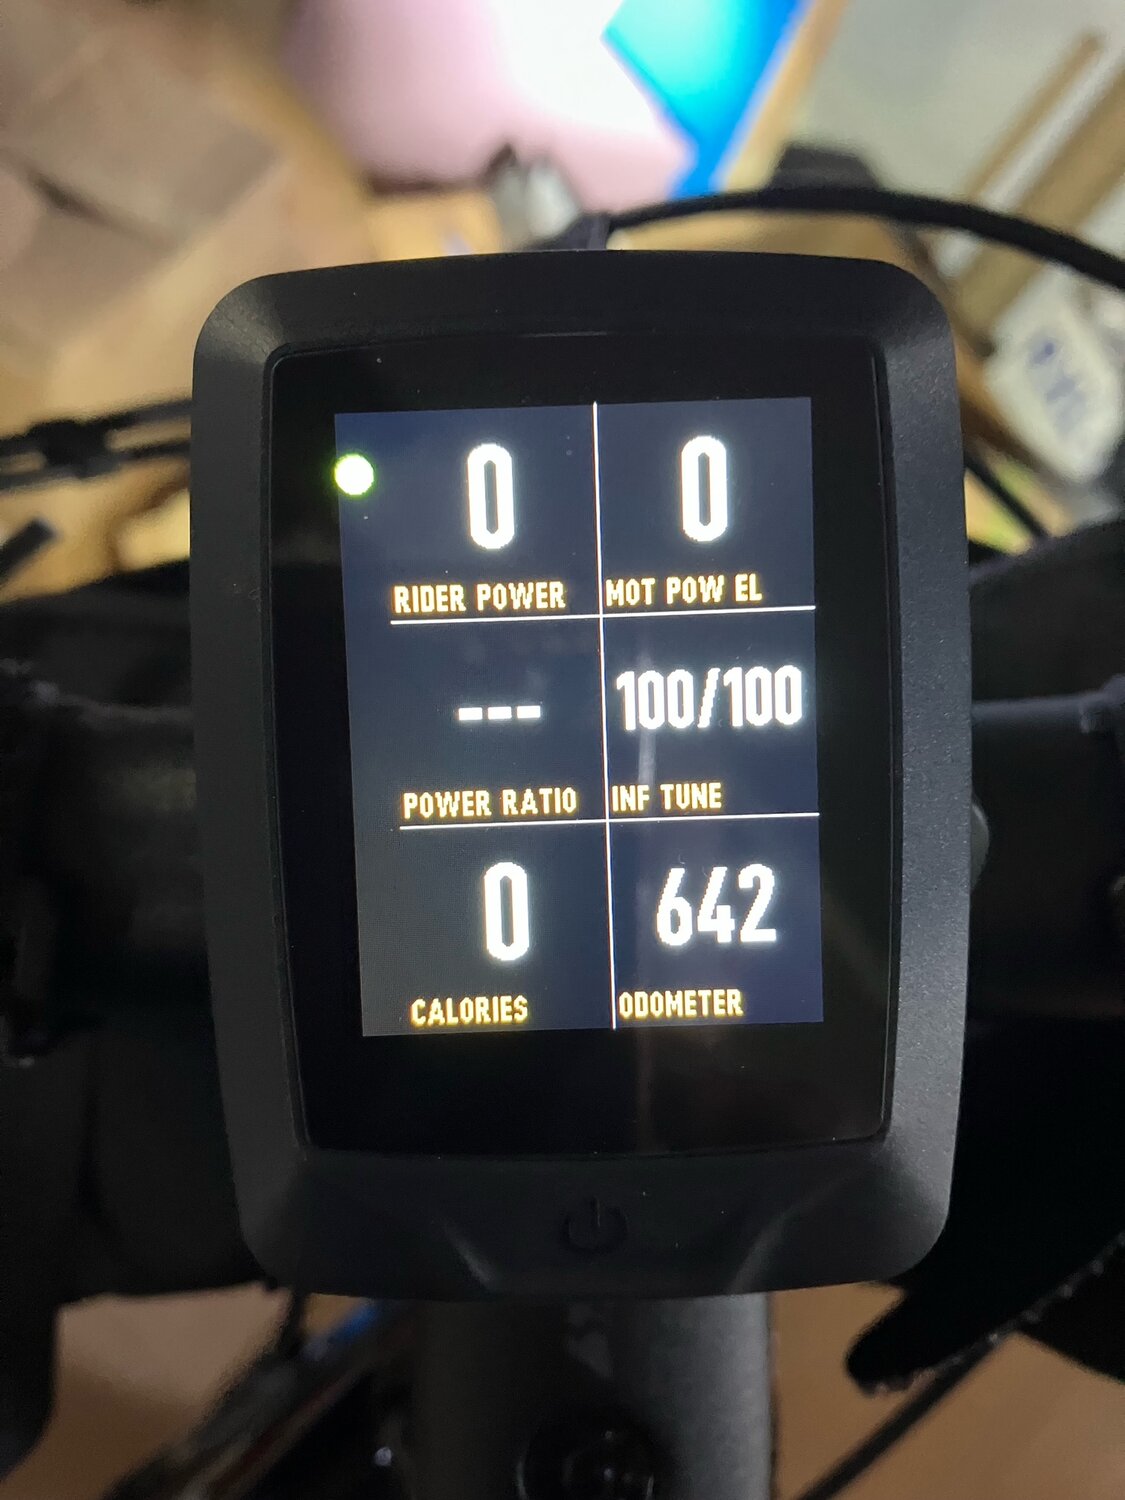 0 0
RIDER POWER MOT POW EL
--- 100/100
POWER RATIO INF TUNE
0 642
CALORIES ODOMETER